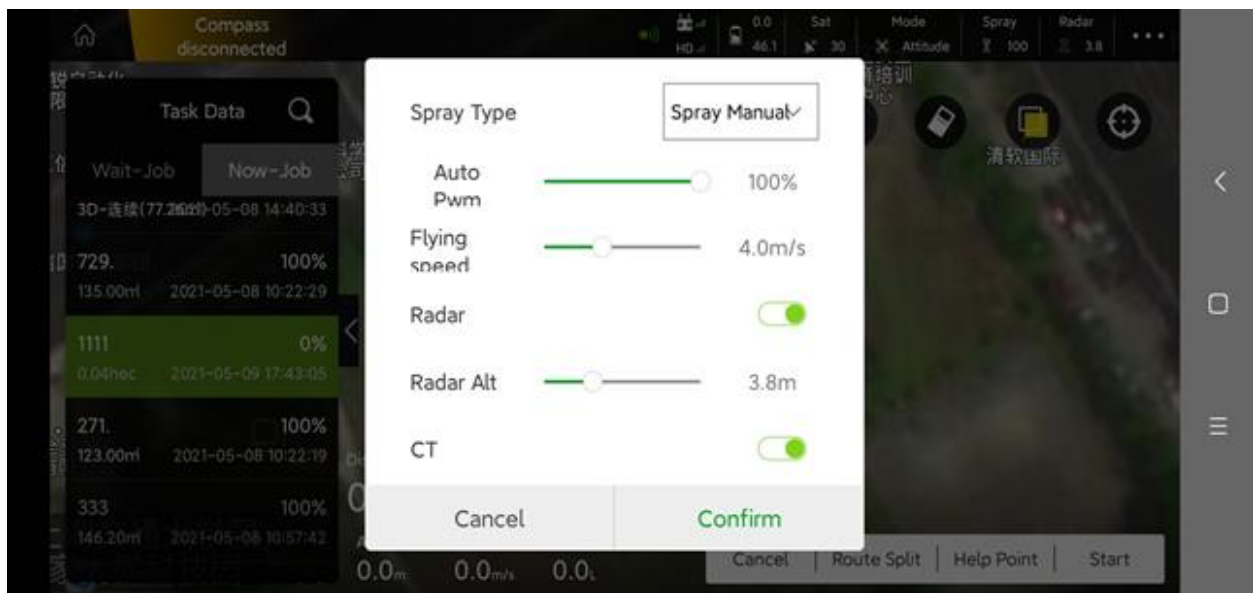 Compass
disconnected
HD
0.0
46.1
Sat
30
Mode
Attitude
Spray
100
Radar
3.8
Task Data
Wait-Job
Now-Job
14:40:33
729.
100%
135.00㎡
2021-05-08 10:22:29
1111
0%
0.04hec
2021-05-09 17:43:05
271.
100%
123.00㎡
2021-05-08 10:22:19
333
100%
146.20㎡
2021-05-08 10:57:42
Spray Type
Spray Manual
Auto
Pwm
100%
Flying
speed
4.0m/s
Radar
Radar Alt
3.8m
CT
Cancel
Confirm
清软国际
0.0m
0.0m/s
0.0L
Cancel
Route Split
Help Point
Start